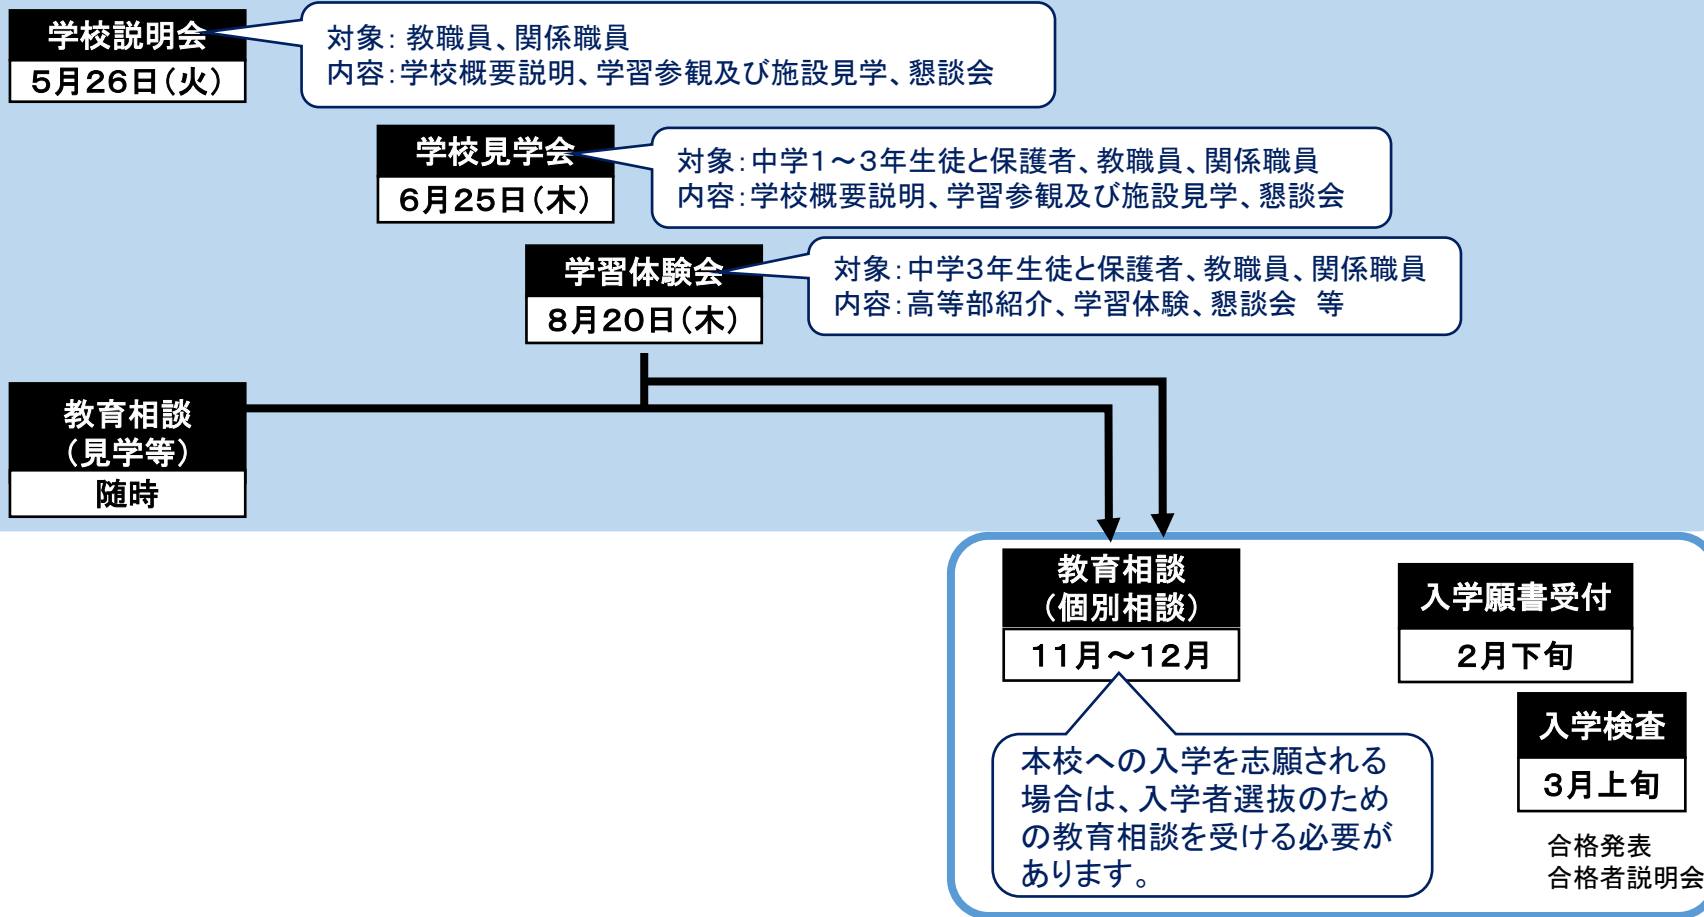 学校説明会
5月26日(火)
対象：教職員、関係職員
内容：学校概要説明、学習参観及び施設見学、懇談会
学校見学会
6月25日(木)
対象：中学1～3年生徒と保護者、教職員、関係職員
内容：学校概要説明、学習参観及び施設見学、懇談会
学習体験会
8月20日(木)
対象：中学3年生徒と保護者、教職員、関係職員
内容：高等部紹介、学習体験、懇談会　等
教育相談
(見学等)
随時
教育相談
(個別相談)
11月～12月
本校への入学を志願される
場合は、入学者選抜のため
の教育相談を受ける必要が
あります。
入学願書受付
2月下旬
入学検査
3月上旬
合格発表
合格者説明会